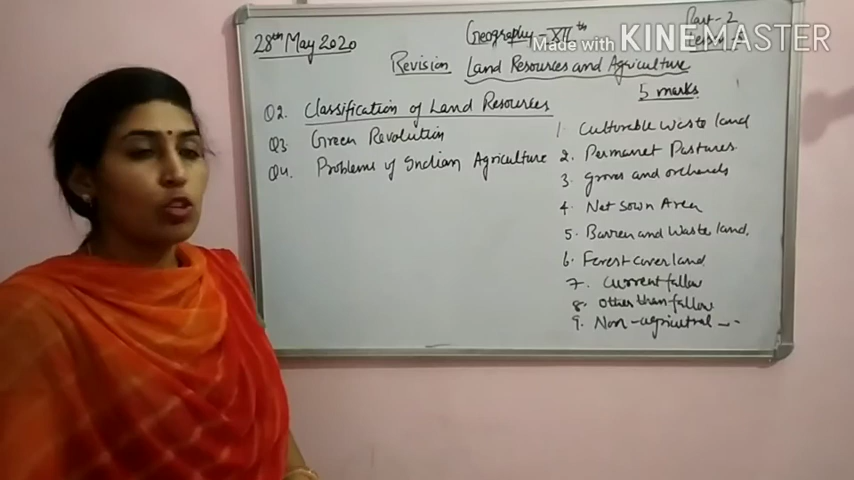 28th May 2020
Geography - XIIth
Part - 2
Made with KINEMASTER
Revision Land Resources and Agriculture
5 marks
Q2. Classification of Land Resources
Q3. Green Revolution
Q4. Problems of Indian Agriculture
1. Culturable Waste land
2. Permanet Pastures
3. Groves and orchards
4. Net Sown Area
5. Barren and Waste land.
6. Forest cover land
7. Current fallow
8. Other than fallow
9. Non-agricutral - -